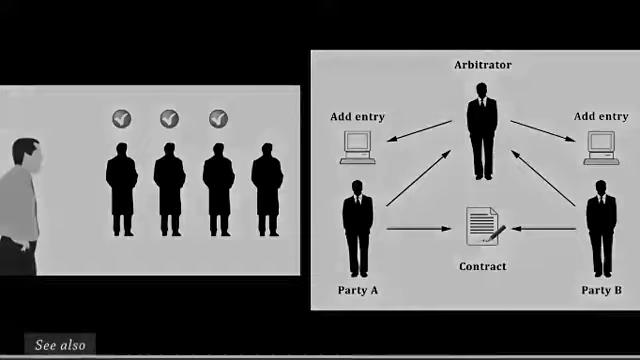 Arbitrator
Add entry
Add entry
Contract
Party A
Party B
See also